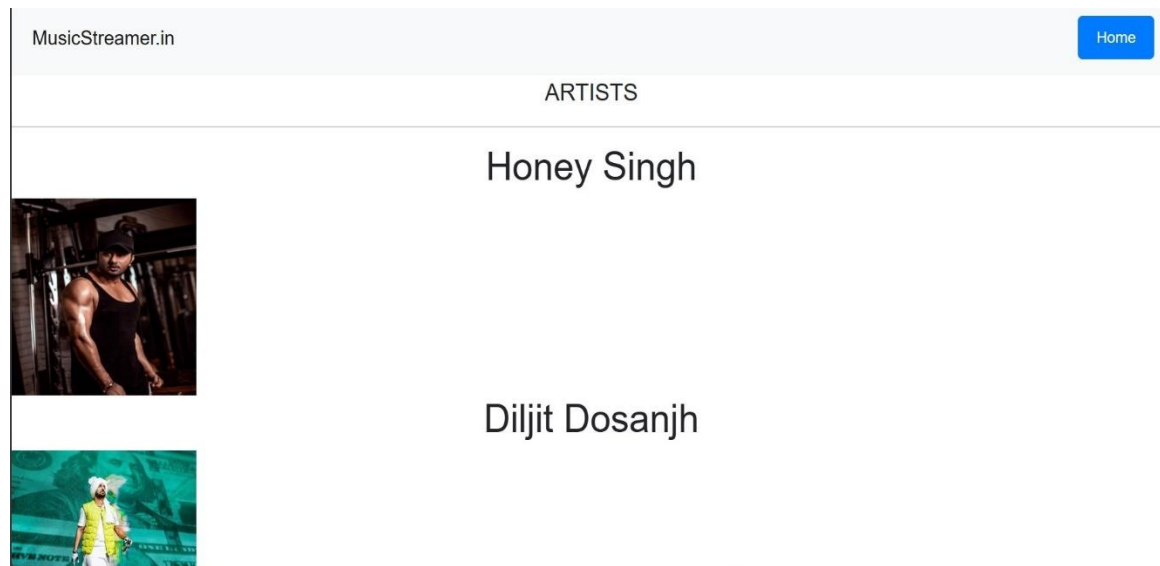 MusicStreamer.in
Home
ARTISTS
Honey Singh
Diljit Dosanjh